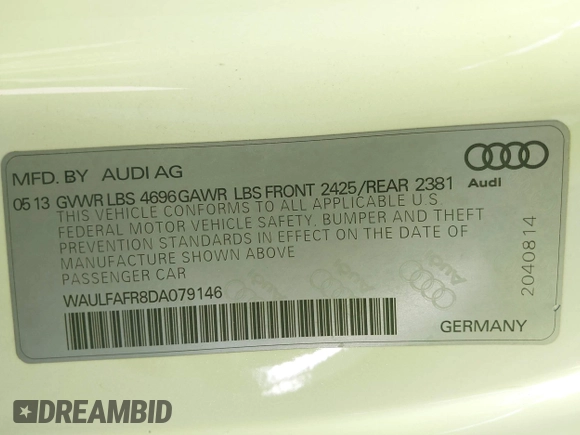 MFD. BY AUDI AG
05 13 GVWR LBS 4696 GAWR LBS FRONT 2425/REAR 2381
THIS VEHICLE CONFORMS TO ALL APPLICABLE U.S
FEDERAL MOTOR VEHICLE SAFETY, BUMPER AND THEFT
PREVENTION STANDARDS IN EFFECT ON THE DATE OF
MANUFACTURE SHOWN ABOVE
PASSENGER CAR
WAULFAFR8DA079146
Audi
2040814
GERMANY
DREAMBID